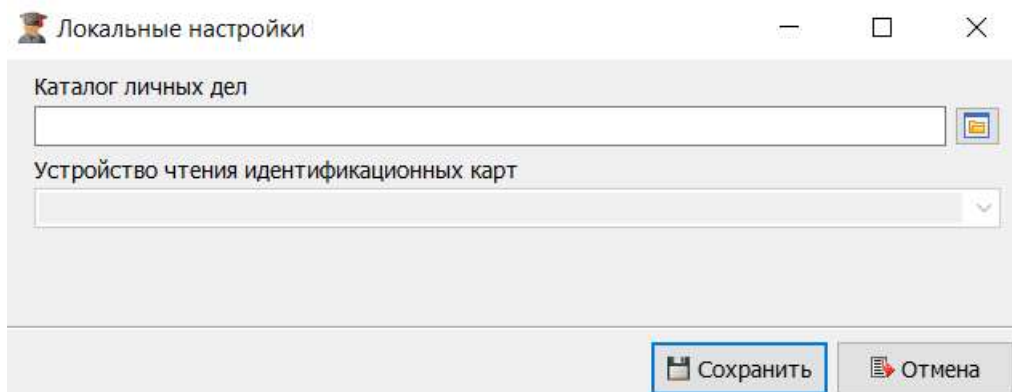 Локальные настройки
Каталог личных дел
Устройство чтения идентификационных карт
Сохранить
Отмена